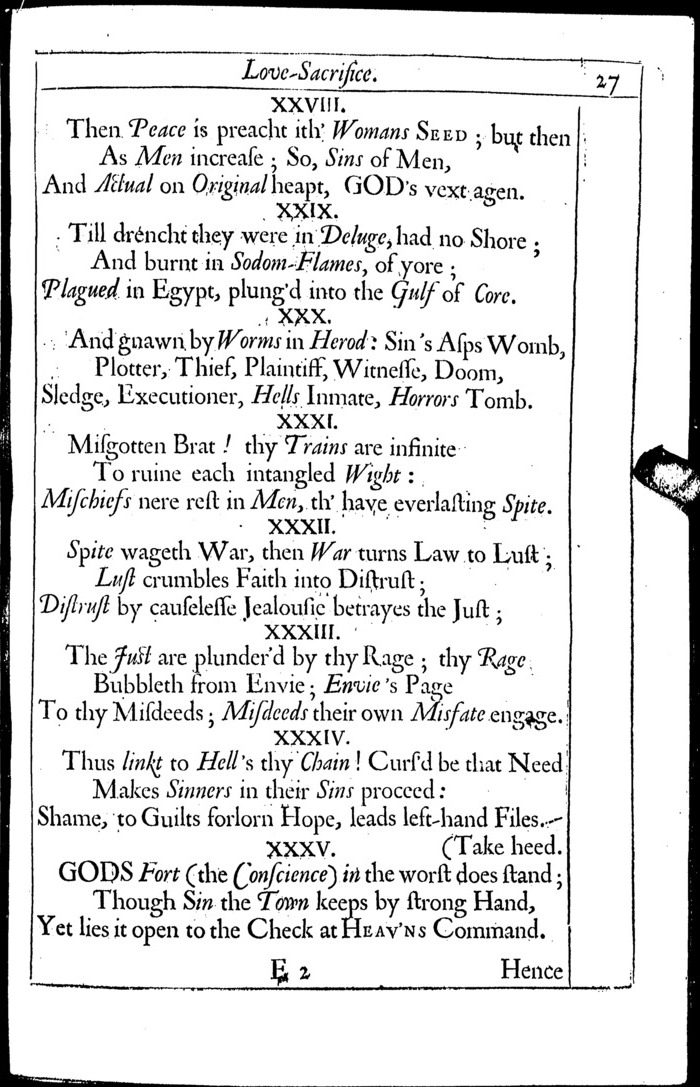 Love-Sacrifice.
27
XXVIII.
Then Peace is preacht ith' Womans SEED ; but then
As Men increaſe ; So, Sins of Men,
And Actual on Original heapt, GOD's vext agen.
XXIX.
Till drencht they were in Deluge, had no Shore ;
And burnt in Sodom-Flames, of yore ;
Plagued in Egypt, plung'd into the Gulf of Core.
XXX.
And gnawn by Worms in Herod : Sin's Aſps Womb,
Plotter, Thief, Plaintiff, Witneſſe, Doom,
Sledge, Executioner, Hells Inmate, Horrors Tomb.
XXXI.
Miſgotten Brat ! thy Trains are infinite
To ruine each intangled Wight :
Miſchiefs nere reſt in Men, th' have everlaſting Spite.
XXXII.
Spite wageth War, then War turns Law to Luſt ;
Luſt crumbles Faith into Diſtruſt ;
Diſtruſt by cauſeleſſe Jealouſie betrayes the Juſt ;
XXXIII.
The Juſt are plunder'd by thy Rage ; thy Rage
Bubbleth from Envie ; Envie's Page
To thy Miſdeeds ; Miſdeeds their own Misfate engage.
XXXIV.
Thus linkt to Hell's thy Chain ! Curſ'd be that Need
Makes Sinners in their Sins proceed :
Shame, to Guilts forlorn Hope, leads left-hand Files.—
XXXV. (Take heed.
GODS Fort (the Conſcience) in the worſt does ſtand ;
Though Sin the Town keeps by ſtrong Hand,
Yet lies it open to the Check at HEAV'NS Command.
E 2 Hence